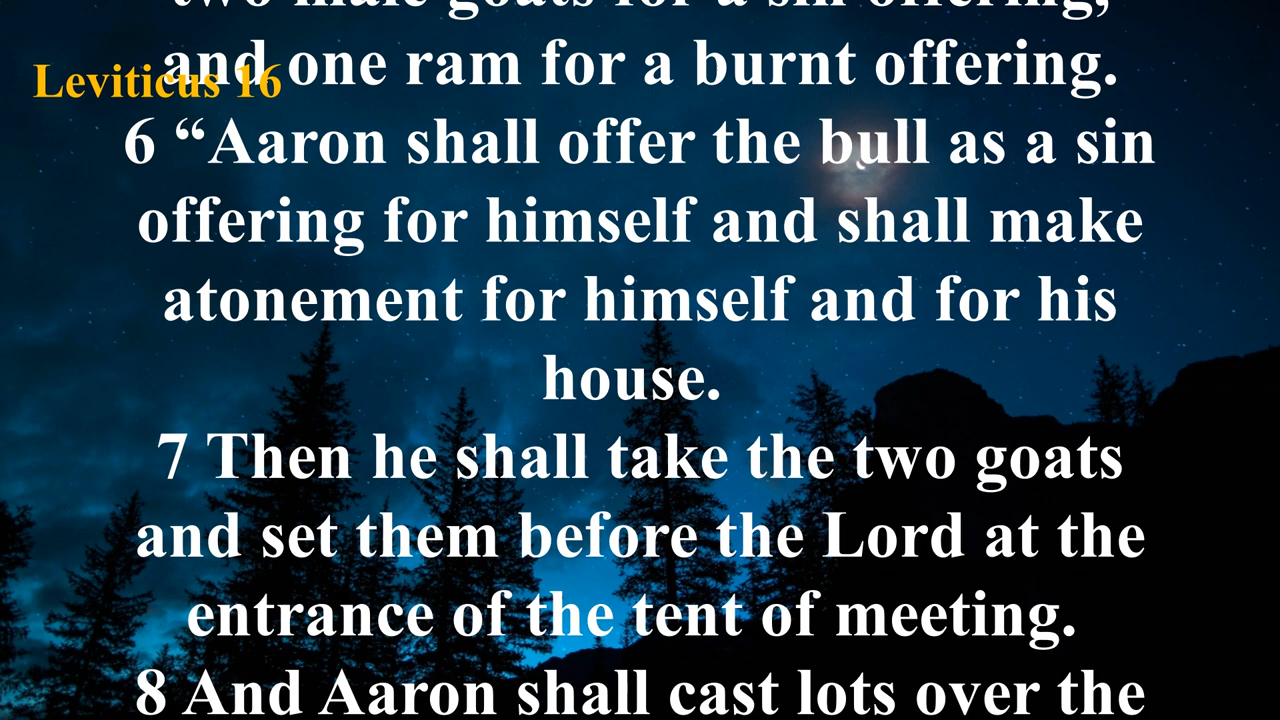 two male goats for a sin offering,
Leviticus 16
and one ram for a burnt offering.
6 “Aaron shall offer the bull as a sin
offering for himself and shall make
atonement for himself and for his
house.
7 Then he shall take the two goats
and set them before the Lord at the
entrance of the tent of meeting.
8 And Aaron shall cast lots over the